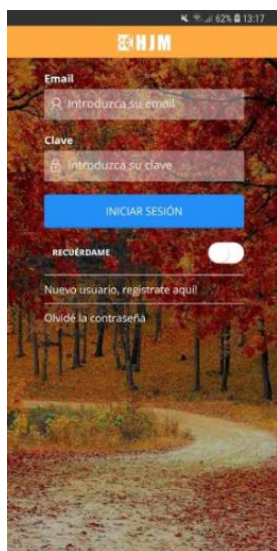 62% 13:17
HJM
Email
Introduzca su email
Clave
Introduzca su clave
INICIAR SESIÓN
RECUÉRDAME
Nuevo usuario, regístrate aquí!
Olvidé la contraseña